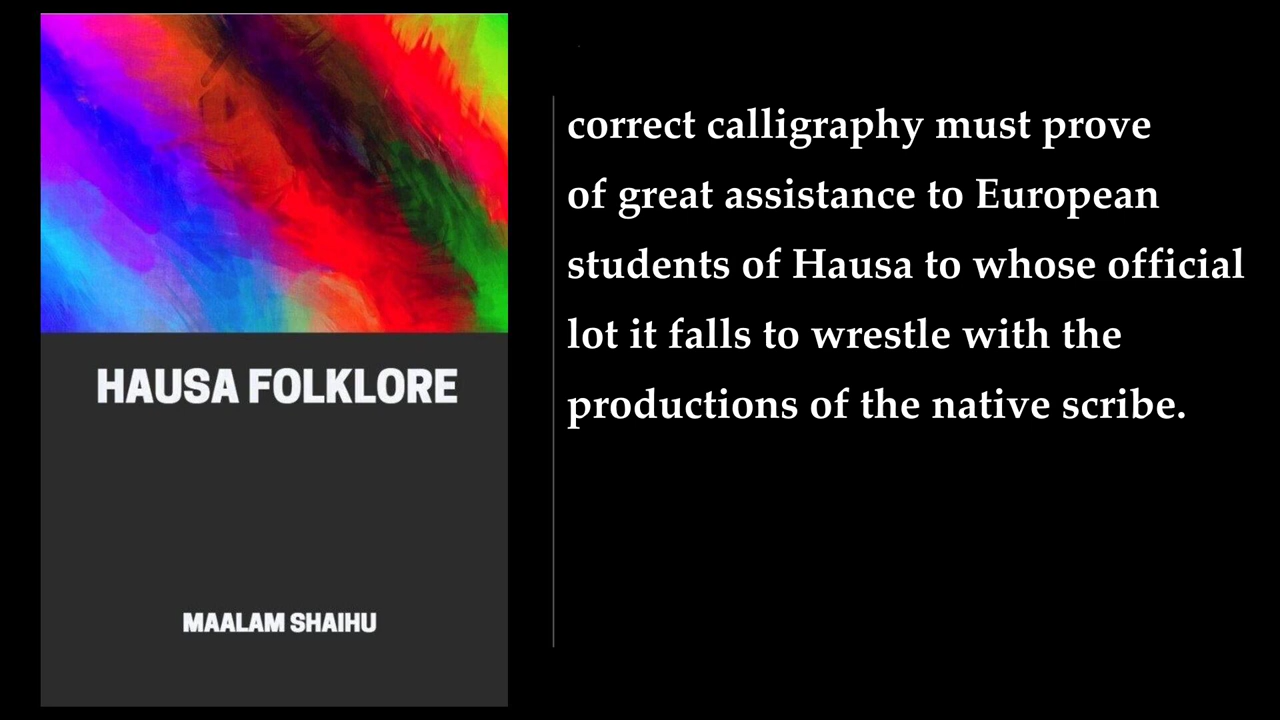 HAUSA FOLKLORE
MAALAM SHAIHU
correct calligraphy must prove
of great assistance to European
students of Hausa to whose official
lot it falls to wrestle with the
productions of the native scribe.